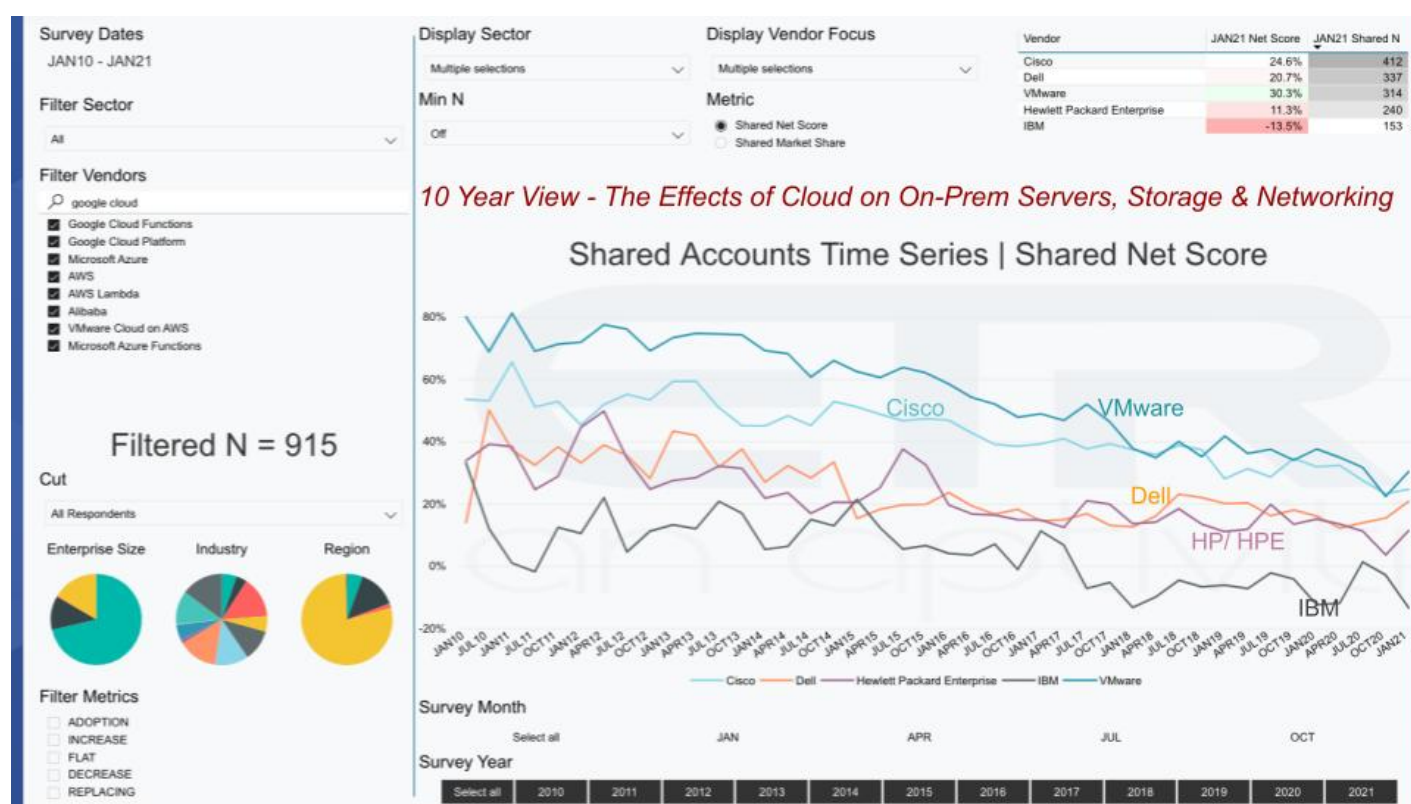 Survey Dates
JAN10 - JAN21
Filter Sector
All
Filter Vendors
google cloud
Google Cloud Functions
Google Cloud Platform
Microsoft Azure
AWS
AWS Lambda
Alibaba
VMware Cloud on AWS
Microsoft Azure Functions
Filtered N = 915
Cut
All Respondents
Enterprise Size Industry Region
Filter Metrics
ADOPTION
INCREASE
FLAT
DECREASE
REPLACING
Display Sector
Multiple selections
Min N
Off
Display Vendor Focus
Multiple selections
Metric
Shared Net Score
Shared Market Share
Vendor JAN21 Net Score JAN21 Shared N
Cisco 24.6% 412
Dell 20.7% 337
VMware 30.3% 314
Hewlett Packard Enterprise 11.3% 240
IBM -13.5% 153
10 Year View - The Effects of Cloud on On-Prem Servers, Storage & Networking
Shared Accounts Time Series | Shared Net Score
80%
60%
40%
20%
0%
-20%
Cisco
VMware
Dell
HP/ HPE
IBM
ETR
an aptivit
JAN10 JUL10 JAN11 JUL11 OCT11 JAN12 APR12 JUL12 OCT12 JAN13 APR13 JUL13 OCT13 JAN14 APR14 JUL14 OCT14 JAN15 APR15 JUL15 OCT15 JAN16 APR16 JUL16 OCT16 JAN17 APR17 JUL17 OCT17 JAN18 APR18 JUL18 OCT18 JAN19 APR19 JUL19 OCT19 JAN20 APR20 JUL20 OCT20 JAN21
Cisco Dell Hewlett Packard Enterprise IBM VMware
Survey Month
Select all JAN APR JUL OCT
Survey Year
Select all 2010 2011 2012 2013 2014 2015 2016 2017 2018 2019 2020 2021